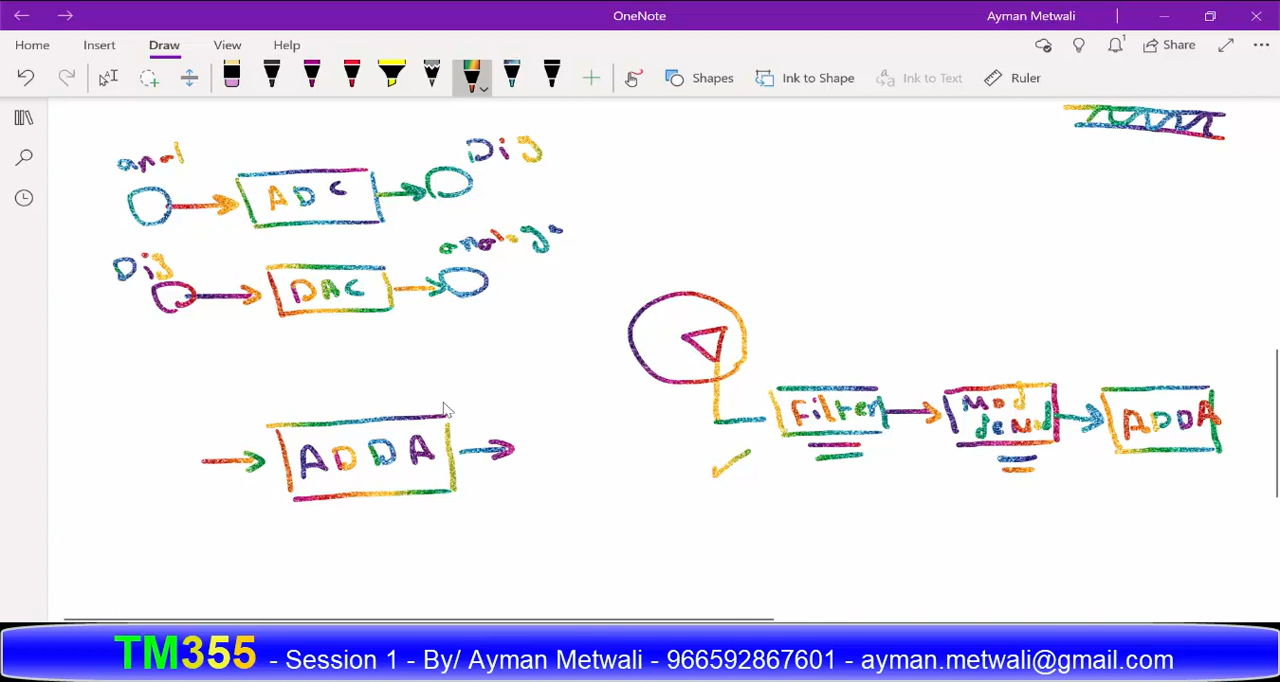 OneNote
Ayman Metwali
Home Insert Draw View Help
Share
Shapes
Ink to Shape
Ink to Text
Ruler
anal
Dig
ADC
Dig
DAC
ADDA
Filter
Mod
demod
ADDA
TM355 - Session 1 - By/ Ayman Metwali - 966592867601 - ayman.metwali@gmail.com